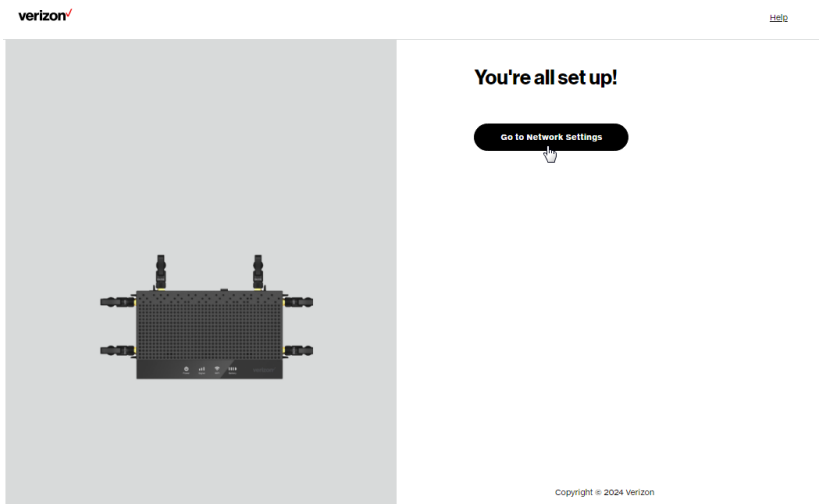 verizon
Help
You're all set up!
Go to Network Settings
Copyright © 2024 Verizon